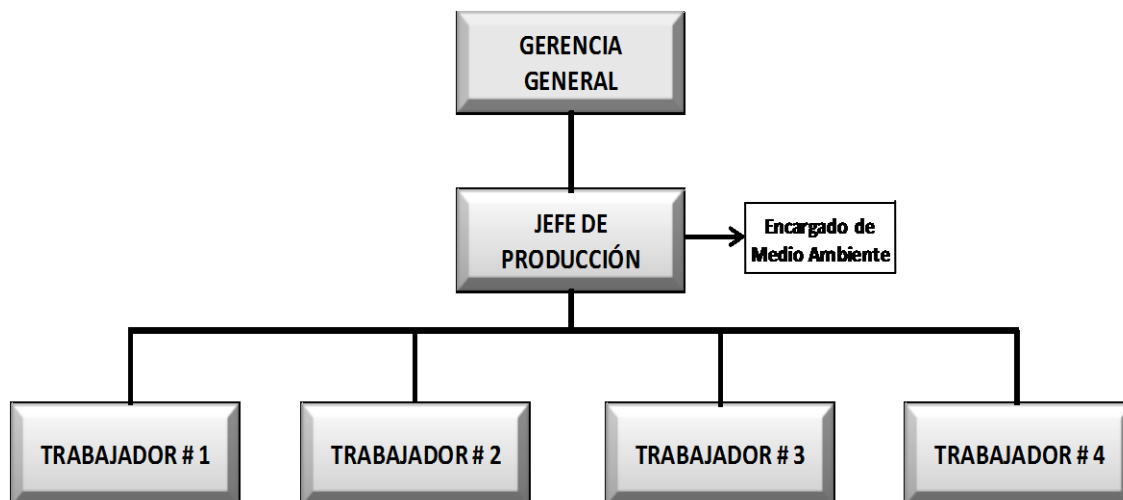 GERENCIA
GENERAL
JEFE DE
PRODUCCIÓN
Encargado de
Medio Ambiente
TRABAJADOR # 1
TRABAJADOR # 2
TRABAJADOR # 3
TRABAJADOR # 4